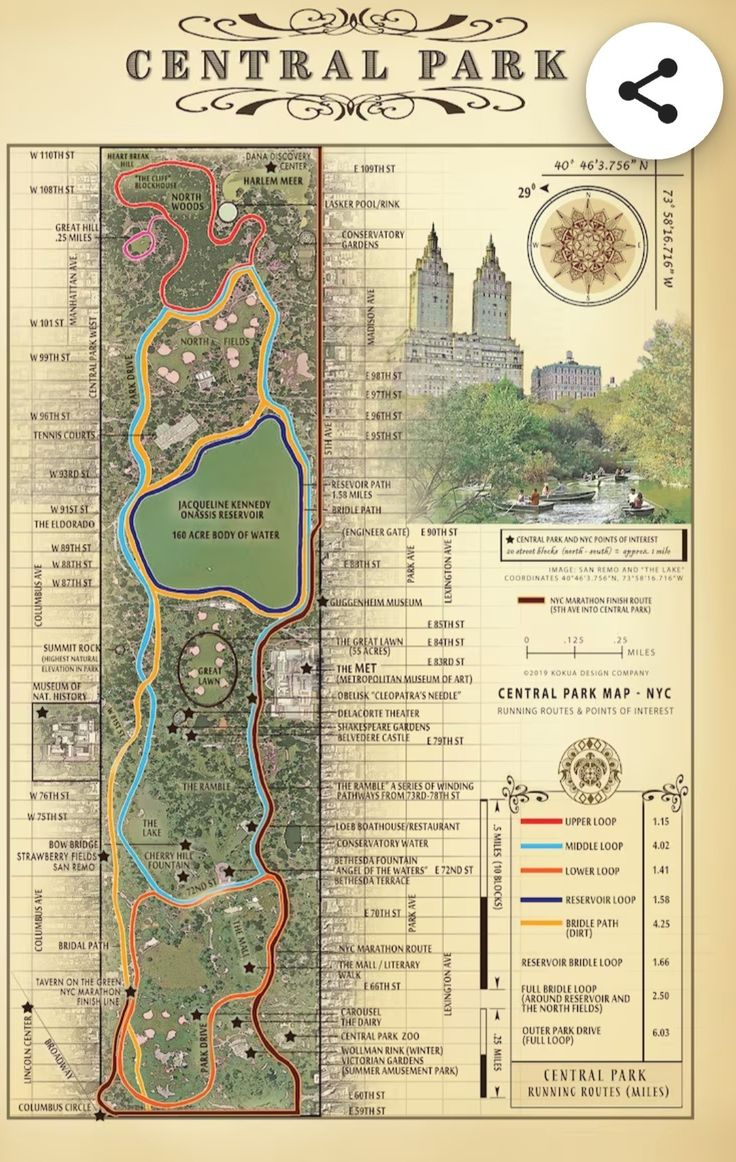 CENTRAL PARK
W 110TH ST
W 108TH ST
GREAT HILL
.25 MILES
MANHATTAN AVE
CENTRAL PARK WEST
W 101 ST
W 99TH ST
W 96TH ST
TENNIS COURTS
W 93RD ST
W 91ST ST
THE ELDORADO
W 89TH ST
W 88TH ST
W 87TH ST
COLUMBUS AVE
SUMMIT ROCK
(HIGHEST NATURAL
ELEVATION IN PARK)
MUSEUM OF
NAT. HISTORY
W 76TH ST
W 75TH ST
BOW BRIDGE
STRAWBERRY FIELDS
SAN REMO
COLUMBUS AVE
BRIDAL PATH
TAVERN ON THE GREEN
NYC MARATHON
FINISH LINE
LINCOLN CENTER
BROADWAY
COLUMBUS CIRCLE
HEART BREAK
HILL
"THE CLIFF"
BLOCKHOUSE
NORTH
WOODS
DANA DISCOVERY
CENTER
HARLEM MEER
PARK DRIVE
NORTH FIELDS
JACQUELINE KENNEDY
ONASSIS RESERVOIR
160 ACRE BODY OF WATER
GREAT
LAWN
W DRIVE
THE RAMBLE
THE
LAKE
CHERRY HILL
FOUNTAIN
72ND ST
THE MALL
PARK DRIVE
E 109TH ST
LASKER POOL/RINK
CONSERVATORY
GARDENS
MADISON AVE
E 98TH ST
E 97TH ST
E 96TH ST
E 95TH ST
5TH AVE
RESEVOIR PATH
1.58 MILES
BRIDLE PATH
(ENGINEER GATE) E 90TH ST
PARK AVE
LEXINGTON AVE
E 88TH ST
GUGGENHEIM MUSEUM
E 85TH ST
THE GREAT LAWN
(55 ACRES)
E 84TH ST
E 83RD ST
THE MET
(METROPOLITAN MUSEUM OF ART)
OBELISK "CLEOPATRA'S NEEDLE"
DELACORTE THEATER
SHAKESPEARE GARDENS
BELVEDERE CASTLE
E 79TH ST
"THE RAMBLE" A SERIES OF WINDING
PATHWAYS FROM 73RD-78TH ST
LOEB BOATHOUSE/RESTAURANT
CONSERVATORY WATER
BETHESDA FOUNTAIN
"ANGEL OF THE WATERS" E 72ND ST
BETHESDA TERRACE
E 70TH ST
PARK AVE
NYC MARATHON ROUTE
THE MALL / LITERARY
WALK
LEXINGTON AVE
E 66TH ST
CAROUSEL
THE DAIRY
CENTRAL PARK ZOO
WOLLMAN RINK (WINTER)
VICTORIAN GARDENS
(SUMMER AMUSEMENT PARK)
E 60TH ST
E 59TH ST
.5 MILES (10 BLOCKS)
.25 MILES
40° 46'3.756" N
73° 58'16.716" W
29°
N
E
S
W
CENTRAL PARK AND NYC POINTS OF INTEREST
20 street blocks (north - south) = approx. 1 mile
IMAGE: SAN REMO AND "THE LAKE"
COORDINATES 40°46'3.756"N, 73°58'16.716"W
NYC MARATHON FINISH ROUTE
(5TH AVE INTO CENTRAL PARK)
0 .125 .25
MILES
©2019 KOKUA DESIGN COMPANY
CENTRAL PARK MAP - NYC
RUNNING ROUTES & POINTS OF INTEREST
UPPER LOOP 1.15
MIDDLE LOOP 4.02
LOWER LOOP 1.41
RESERVOIR LOOP 1.58
BRIDLE PATH
(DIRT)
4.25
RESERVOIR BRIDLE LOOP 1.66
FULL BRIDLE LOOP
(AROUND RESERVOIR AND
THE NORTH FIELDS)
2.50
OUTER PARK DRIVE
(FULL LOOP)
6.03
CENTRAL PARK
RUNNING ROUTES (MILES)